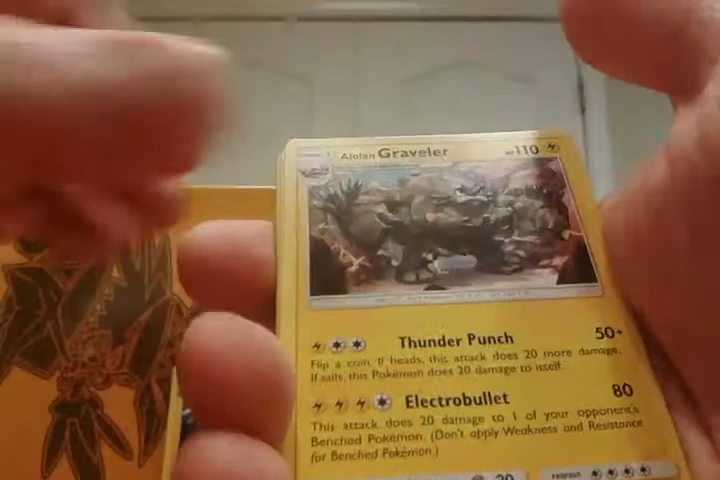 Alolan Graveler HP110
Thunder Punch 50+
Flip a coin. If heads, this attack does 20 more damage.
If tails, this Pokémon does 20 damage to itself.
Electrobullet 80
This attack does 20 damage to 1 of your opponent's
Benched Pokémon. (Don't apply Weakness and Resistance
for Benched Pokémon.)
20